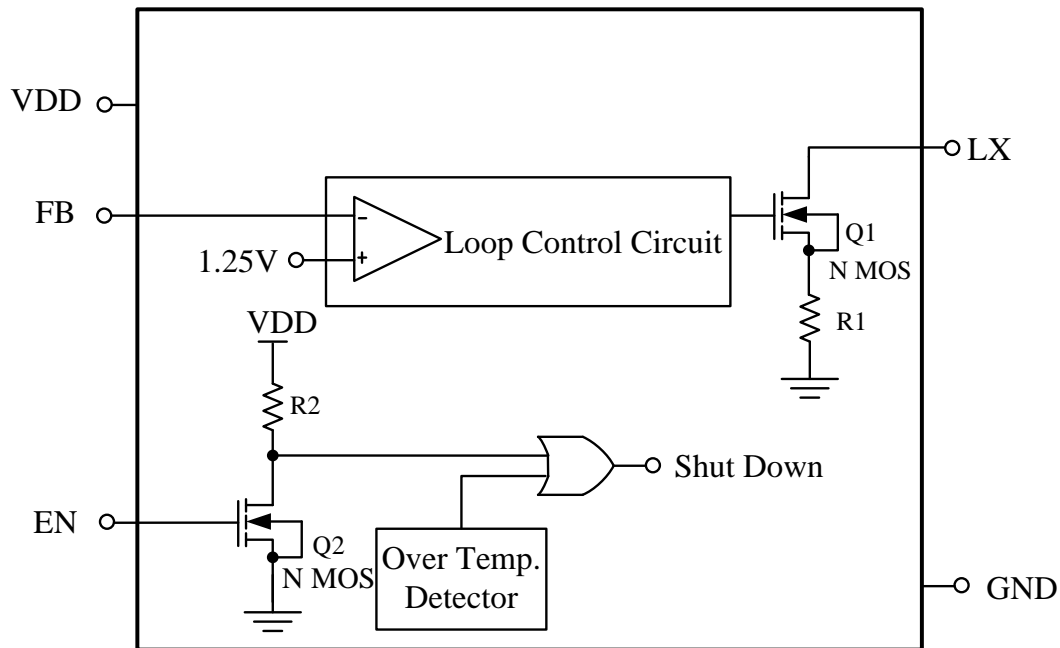 VDD
LX
FB
-
Loop Control Circuit
Q1
1.25V
+
N MOS
R1
VDD
R2
Shut Down
EN
Q2
N MOS
Over Temp.
Detector
GND